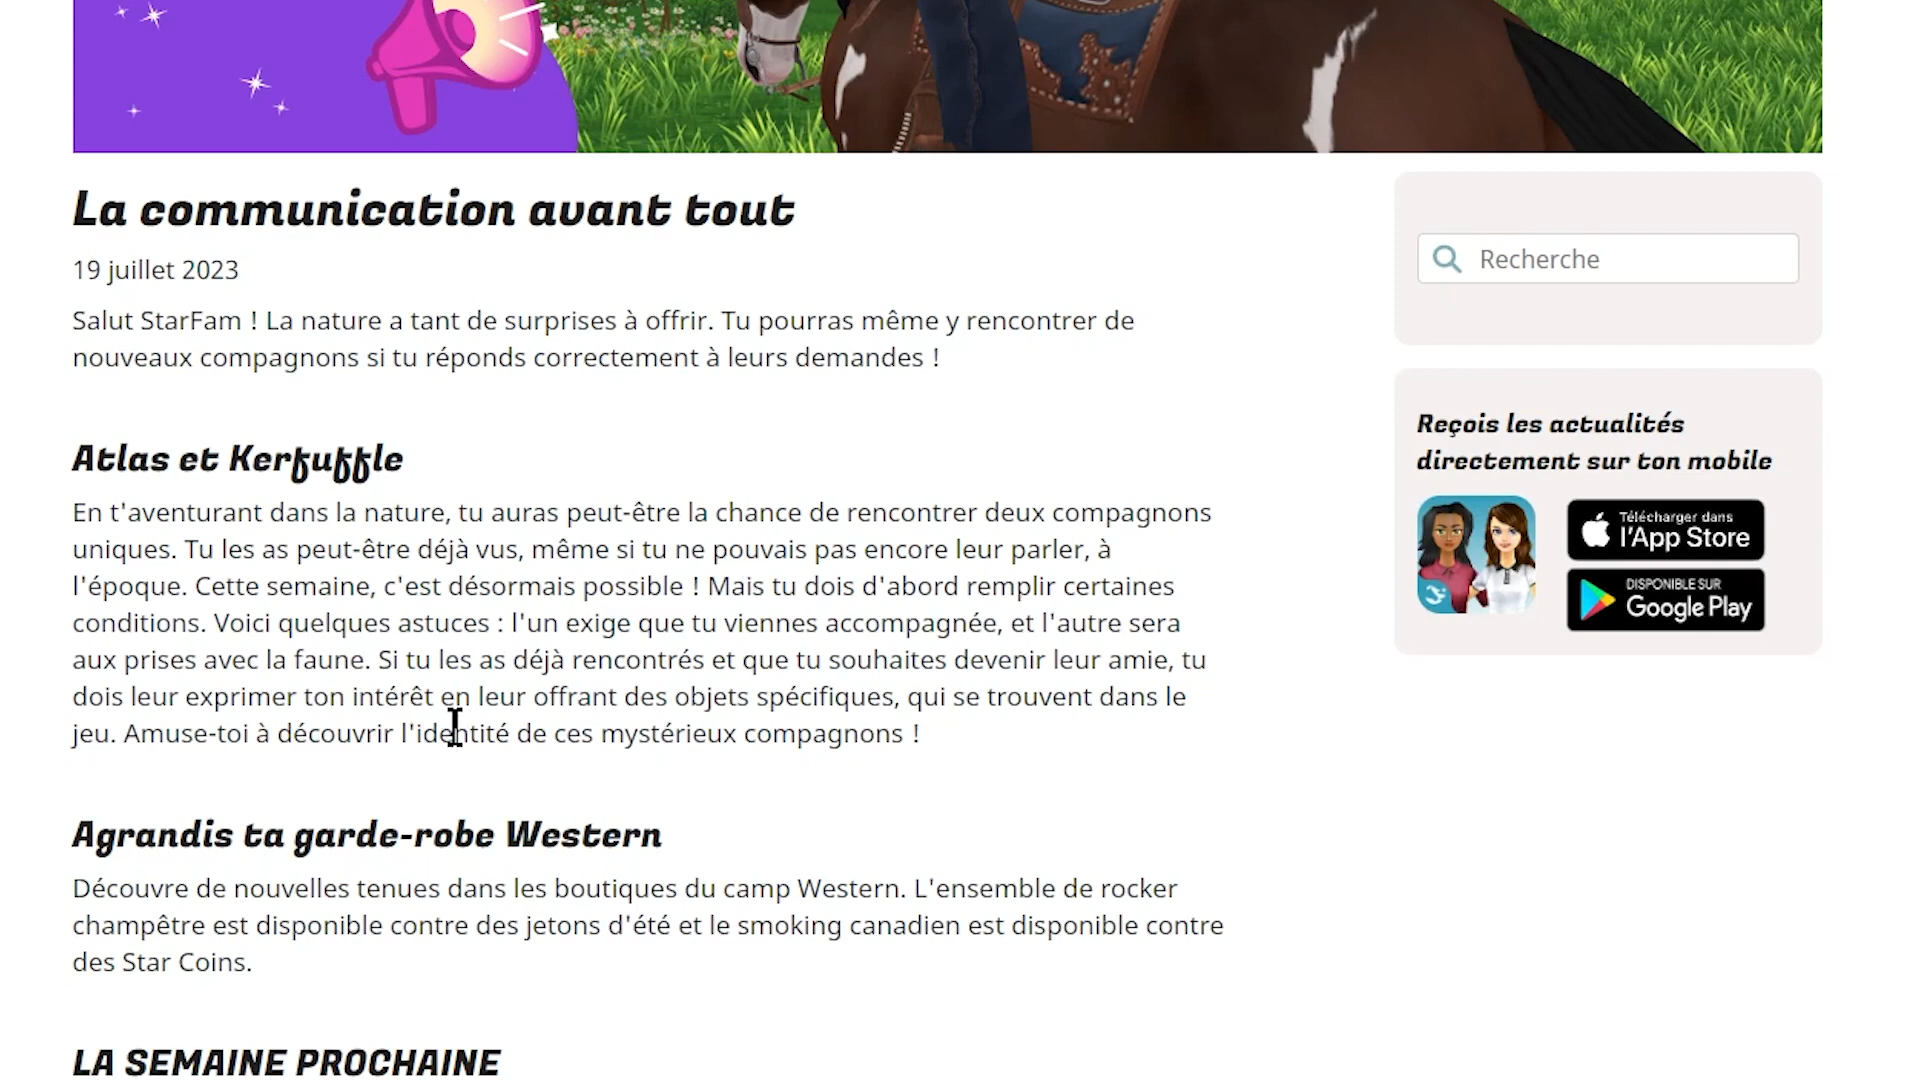 La communication avant tout
19 juillet 2023
Salut StarFam ! La nature a tant de surprises à offrir. Tu pourras même y rencontrer de
nouveaux compagnons si tu réponds correctement à leurs demandes !
Atlas et Kerfuffle
En t'aventurant dans la nature, tu auras peut-être la chance de rencontrer deux compagnons
uniques. Tu les as peut-être déjà vus, même si tu ne pouvais pas encore leur parler, à
l'époque. Cette semaine, c'est désormais possible ! Mais tu dois d'abord remplir certaines
conditions. Voici quelques astuces : l'un exige que tu viennes accompagnée, et l'autre sera
aux prises avec la faune. Si tu les as déjà rencontrés et que tu souhaites devenir leur amie, tu
dois leur exprimer ton intérêt en leur offrant des objets spécifiques, qui se trouvent dans le
jeu. Amuse-toi à découvrir l'identité de ces mystérieux compagnons !
Agrandis ta garde-robe Western
Découvre de nouvelles tenues dans les boutiques du camp Western. L'ensemble de rocker
champêtre est disponible contre des jetons d'été et le smoking canadien est disponible contre
des Star Coins.
LA SEMAINE PROCHAINE
Recherche
Reçois les actualités
directement sur ton mobile
Télécharger dans
l'App Store
DISPONIBLE SUR
Google Play